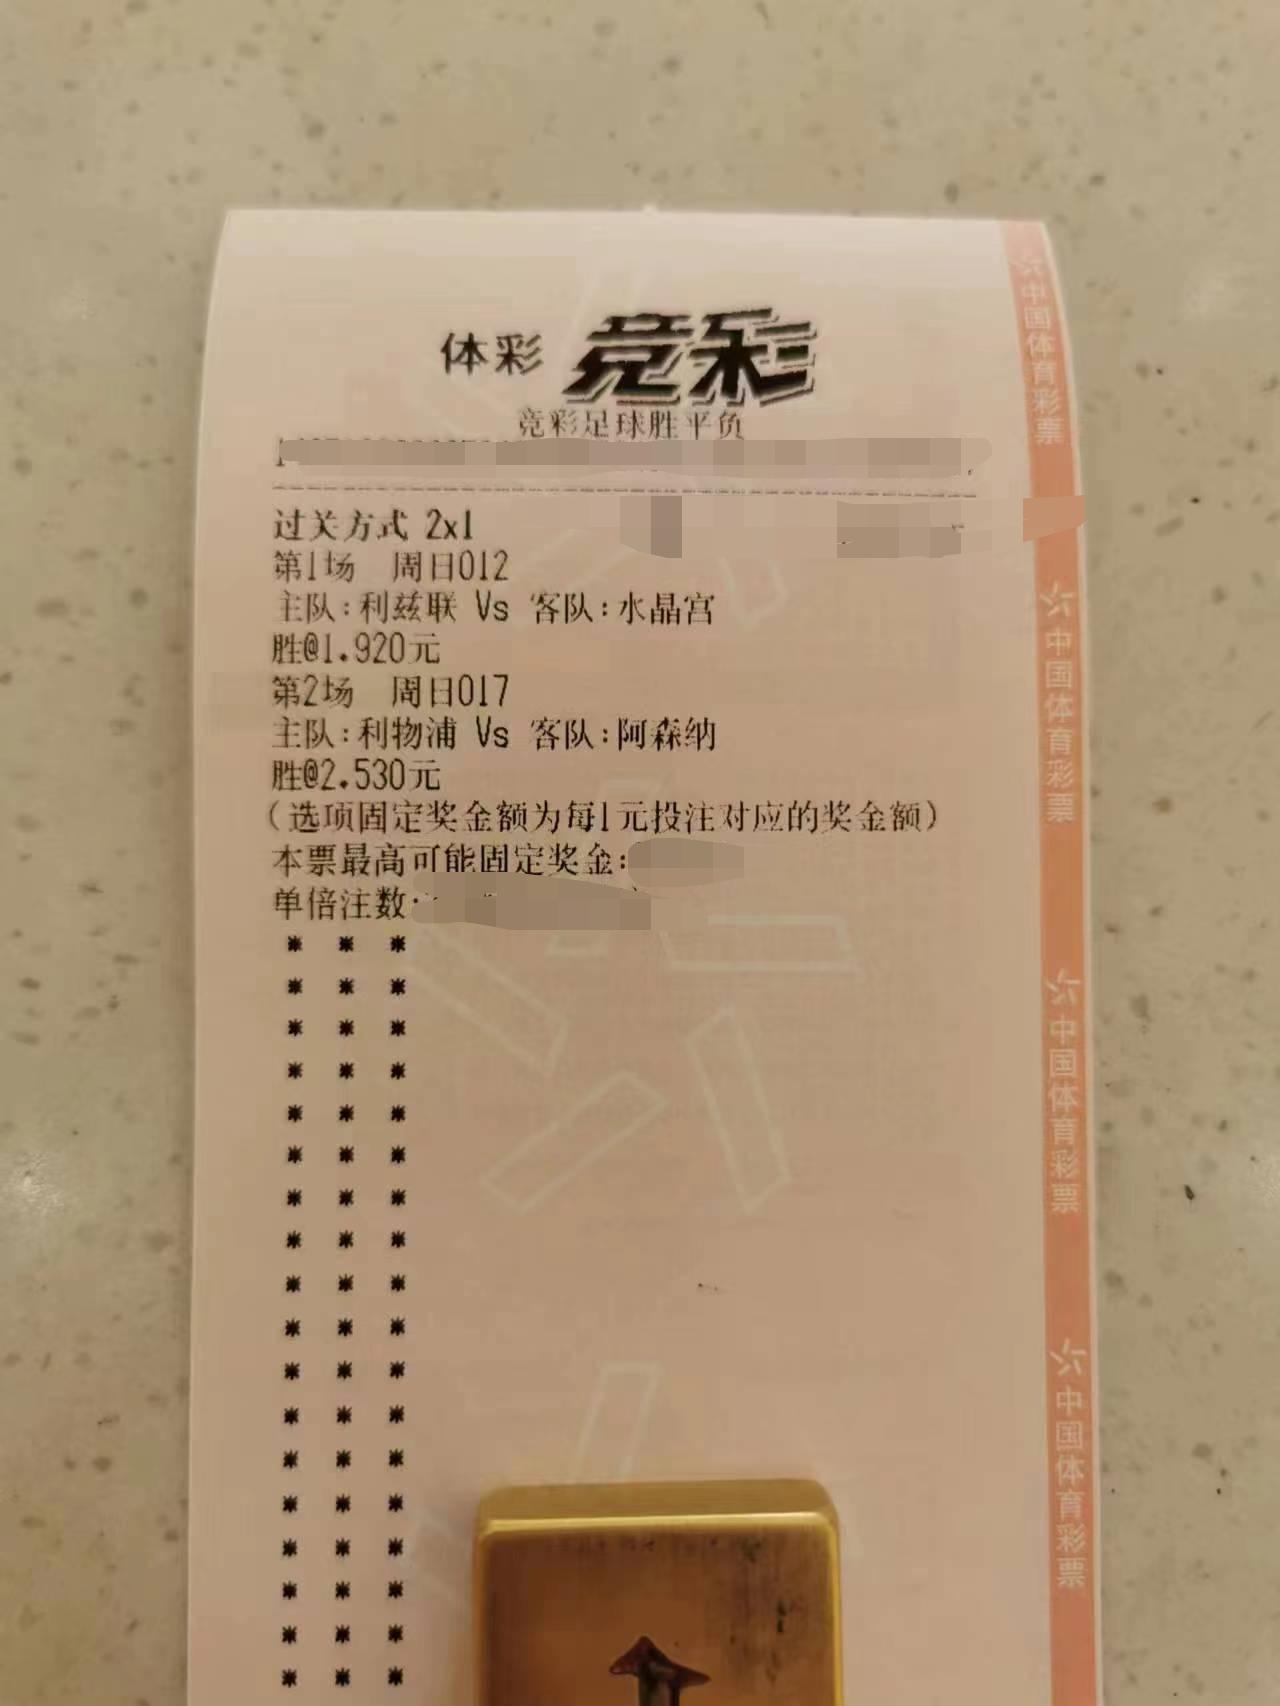 体彩 竞彩
竞彩足球胜平负
过关方式 2x1
第1场 周日012
主队:利兹联 Vs 客队:水晶宫
胜@1.920元
第2场 周日017
主队:利物浦 Vs 客队:阿森纳
胜@2.530元
(选项固定奖金额为每1元投注对应的奖金额)
本票最高可能固定奖金:
单倍注数:
中国体育彩票
中国体育彩票
中国体育彩票
中国体育彩票